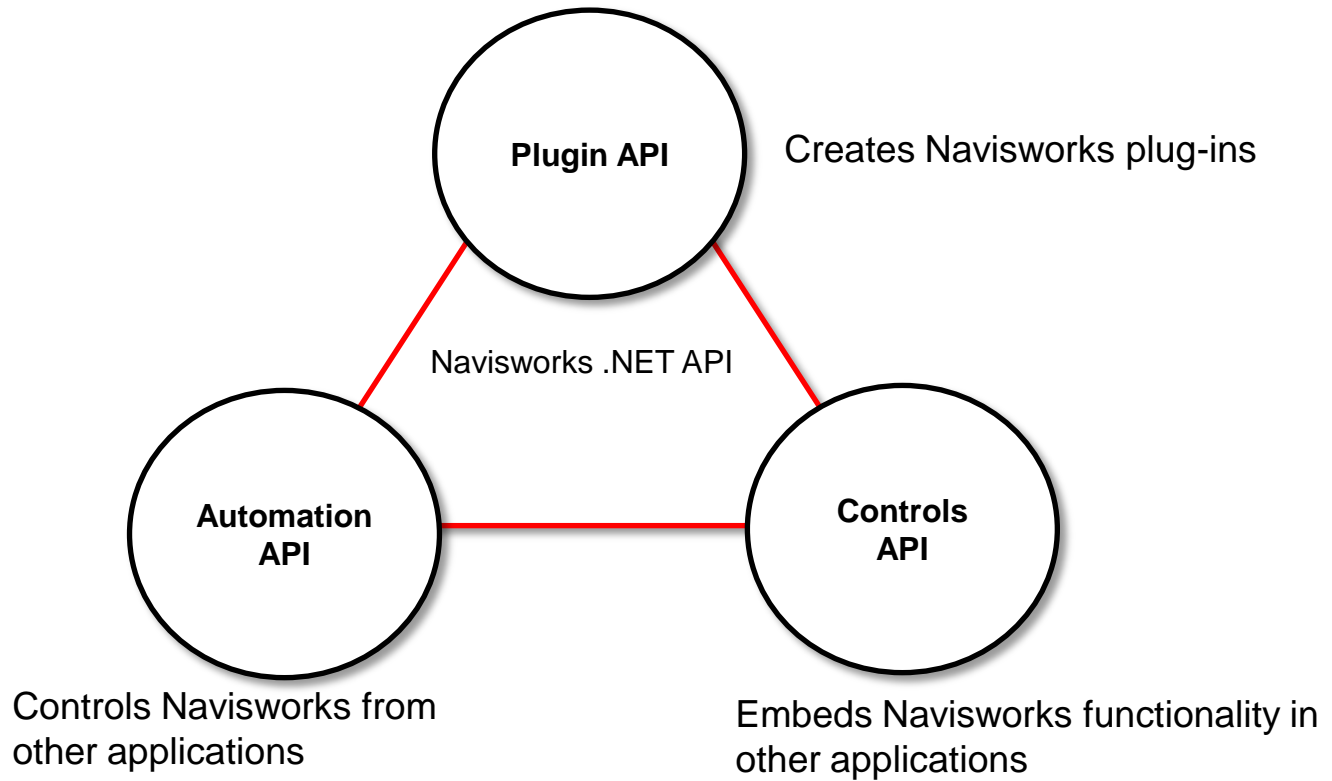 Plugin API
Creates Navisworks plug-ins
Navisworks .NET API
Automation
API
Controls
API
Controls Navisworks from
other applications
Embeds Navisworks functionality in
other applications